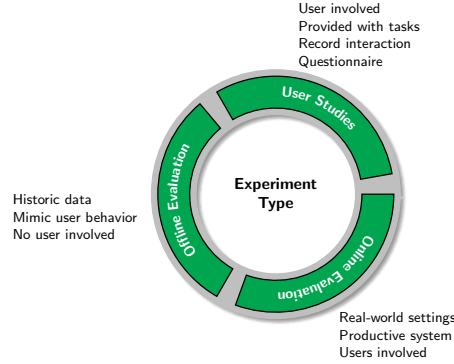 User involved
Provided with tasks
Record interaction
Questionnaire
User Studies
Offline Evaluation
Experiment
Type
Historic data
Mimic user behavior
No user involved
Online Evaluation
Real-world settings
Productive system
Users involved